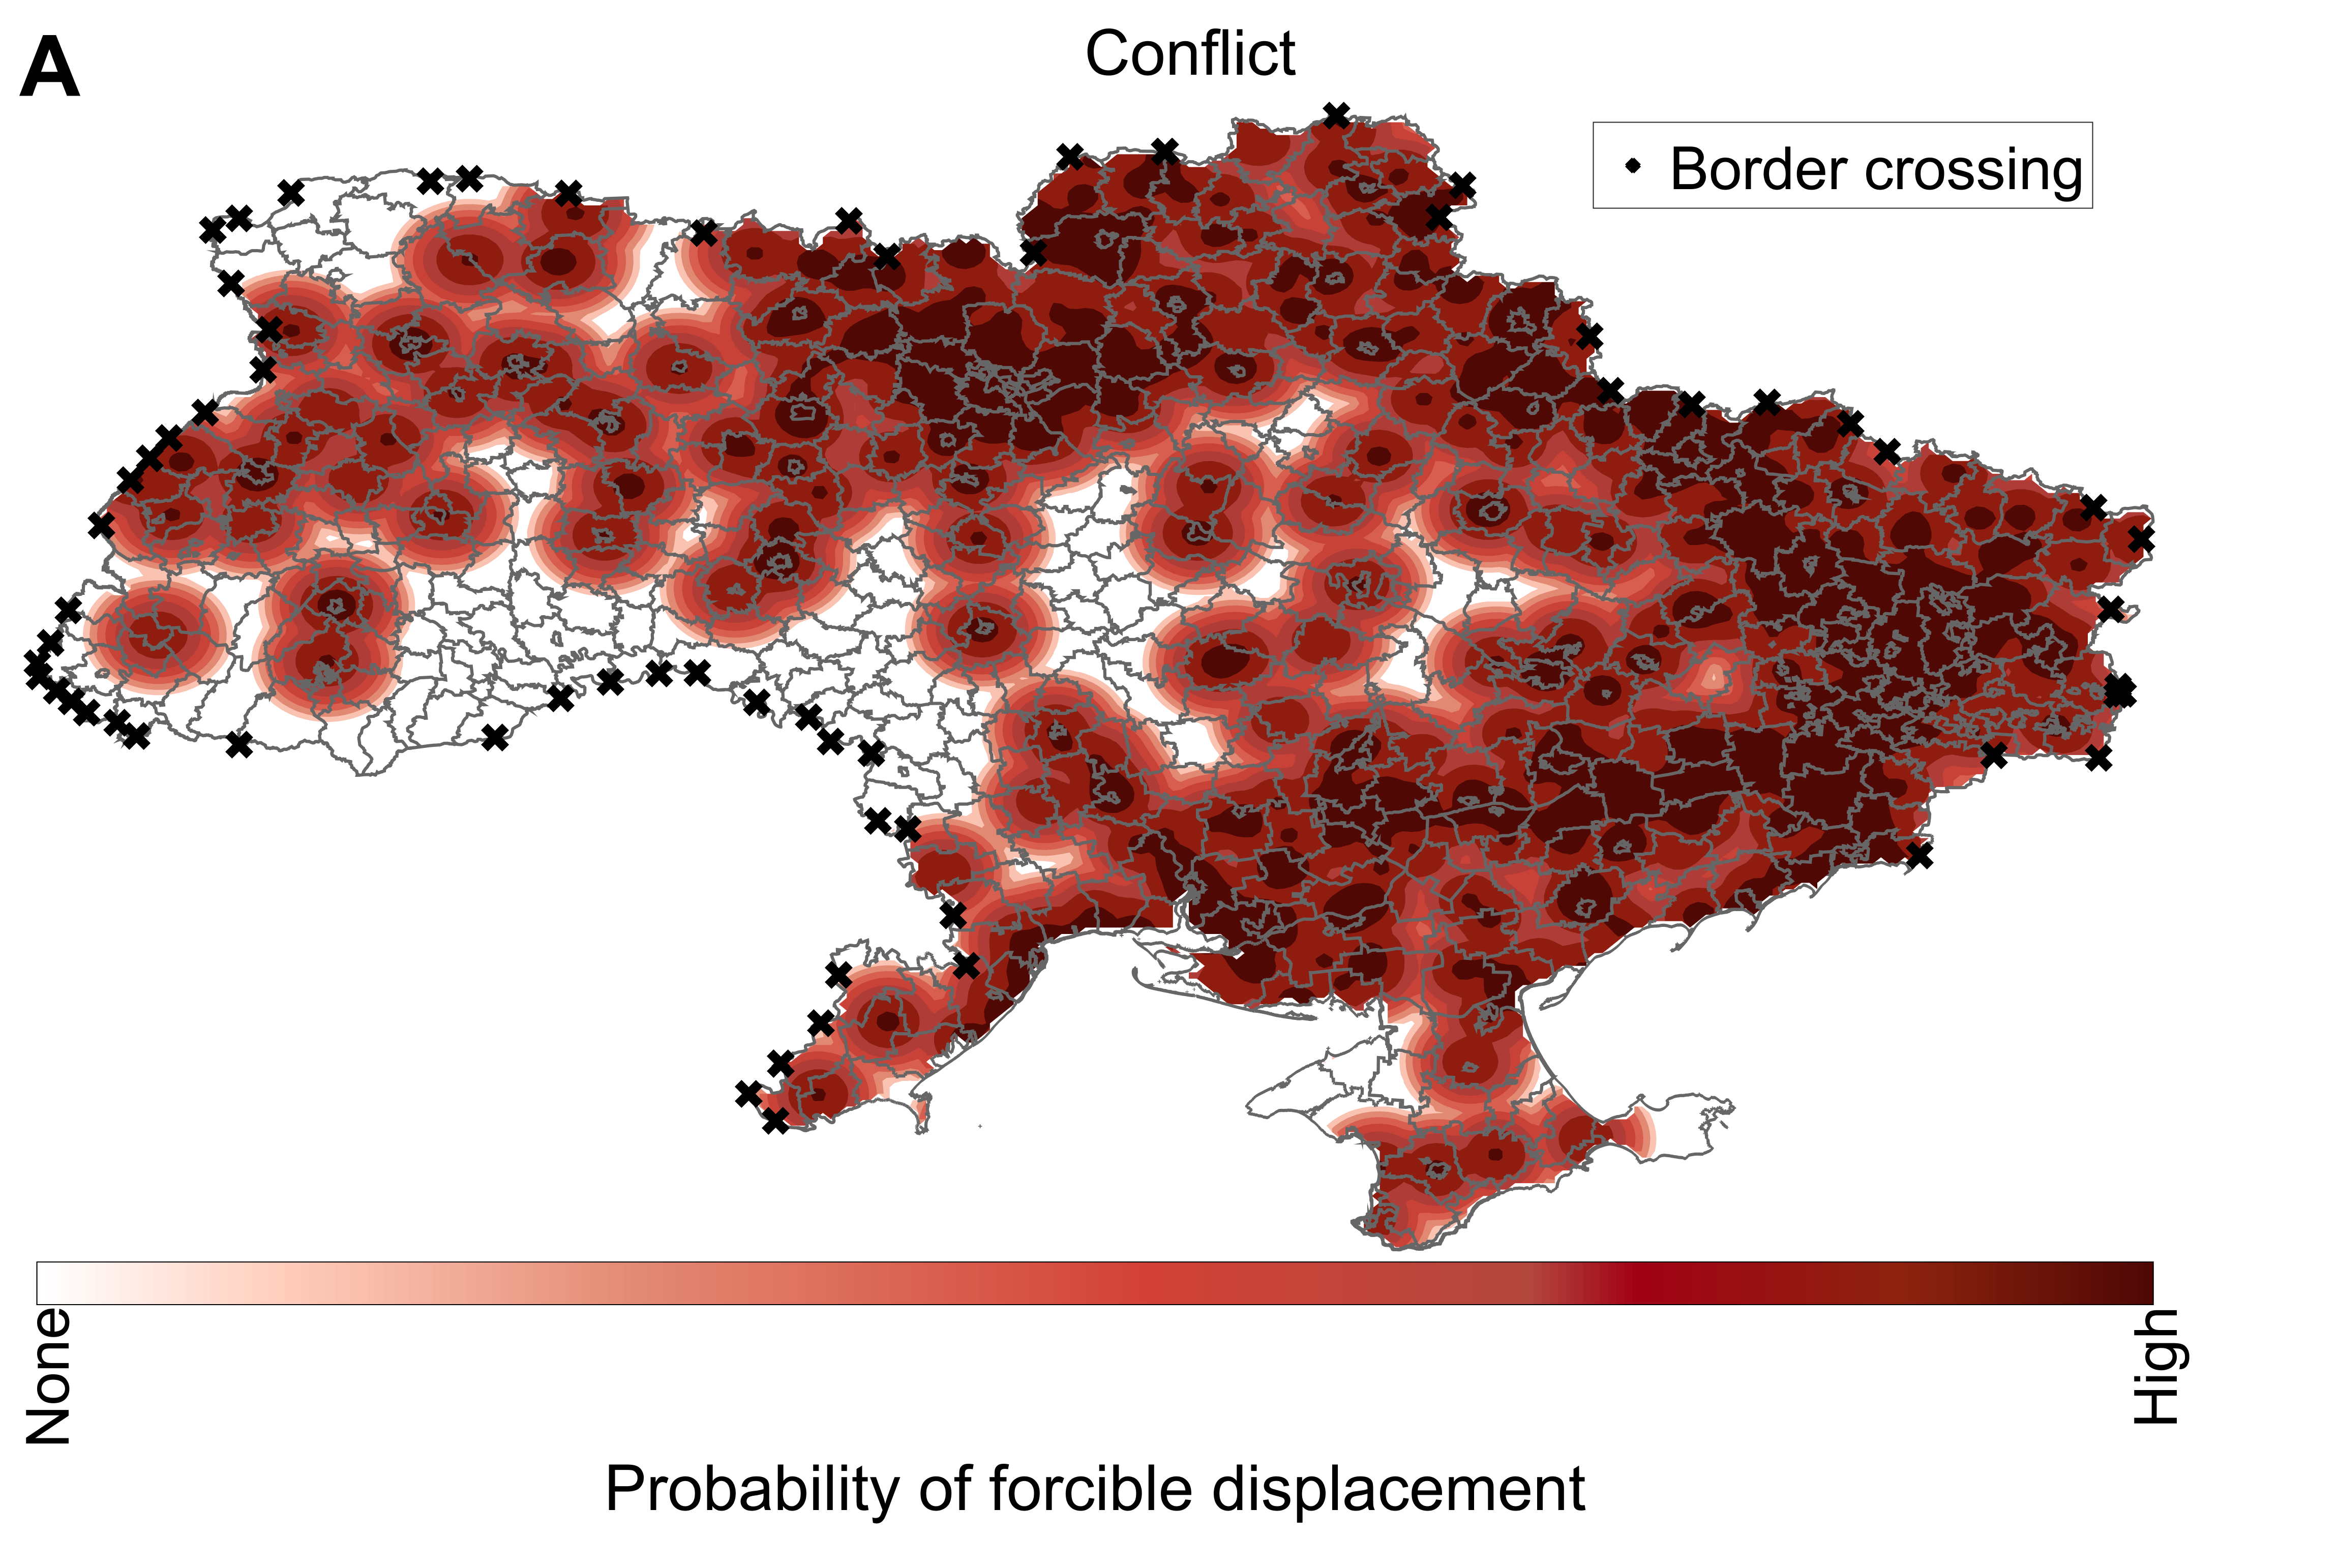 A
Conflict
Border crossing
None
High
Probability of forcible displacement